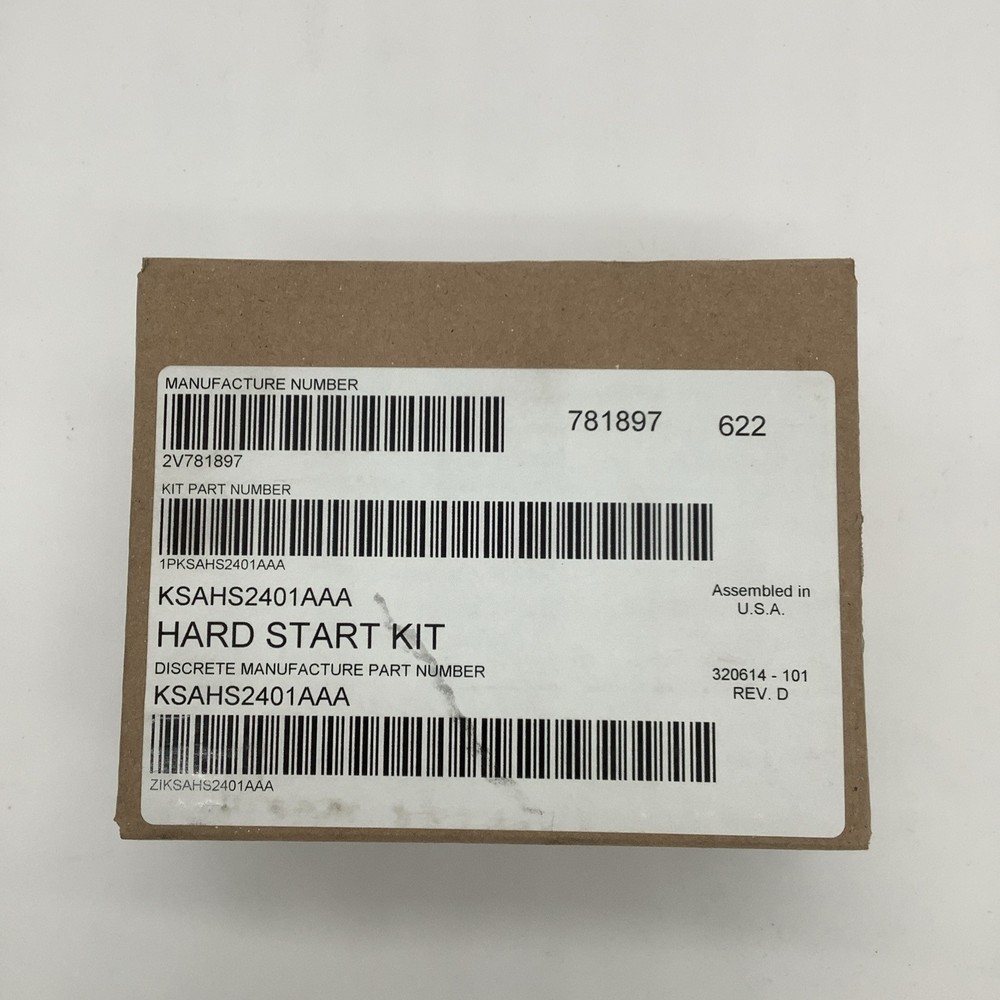 MANUFACTURE NUMBER
781897 622
2V781897
KIT PART NUMBER
1PKSAHS2401AAA
KSAHS2401AAA
Assembled in
U.S.A.
HARD START KIT
DISCRETE MANUFACTURE PART NUMBER
320614 - 101
REV. D
KSAHS2401AAA
ZIKSAHS2401AAA